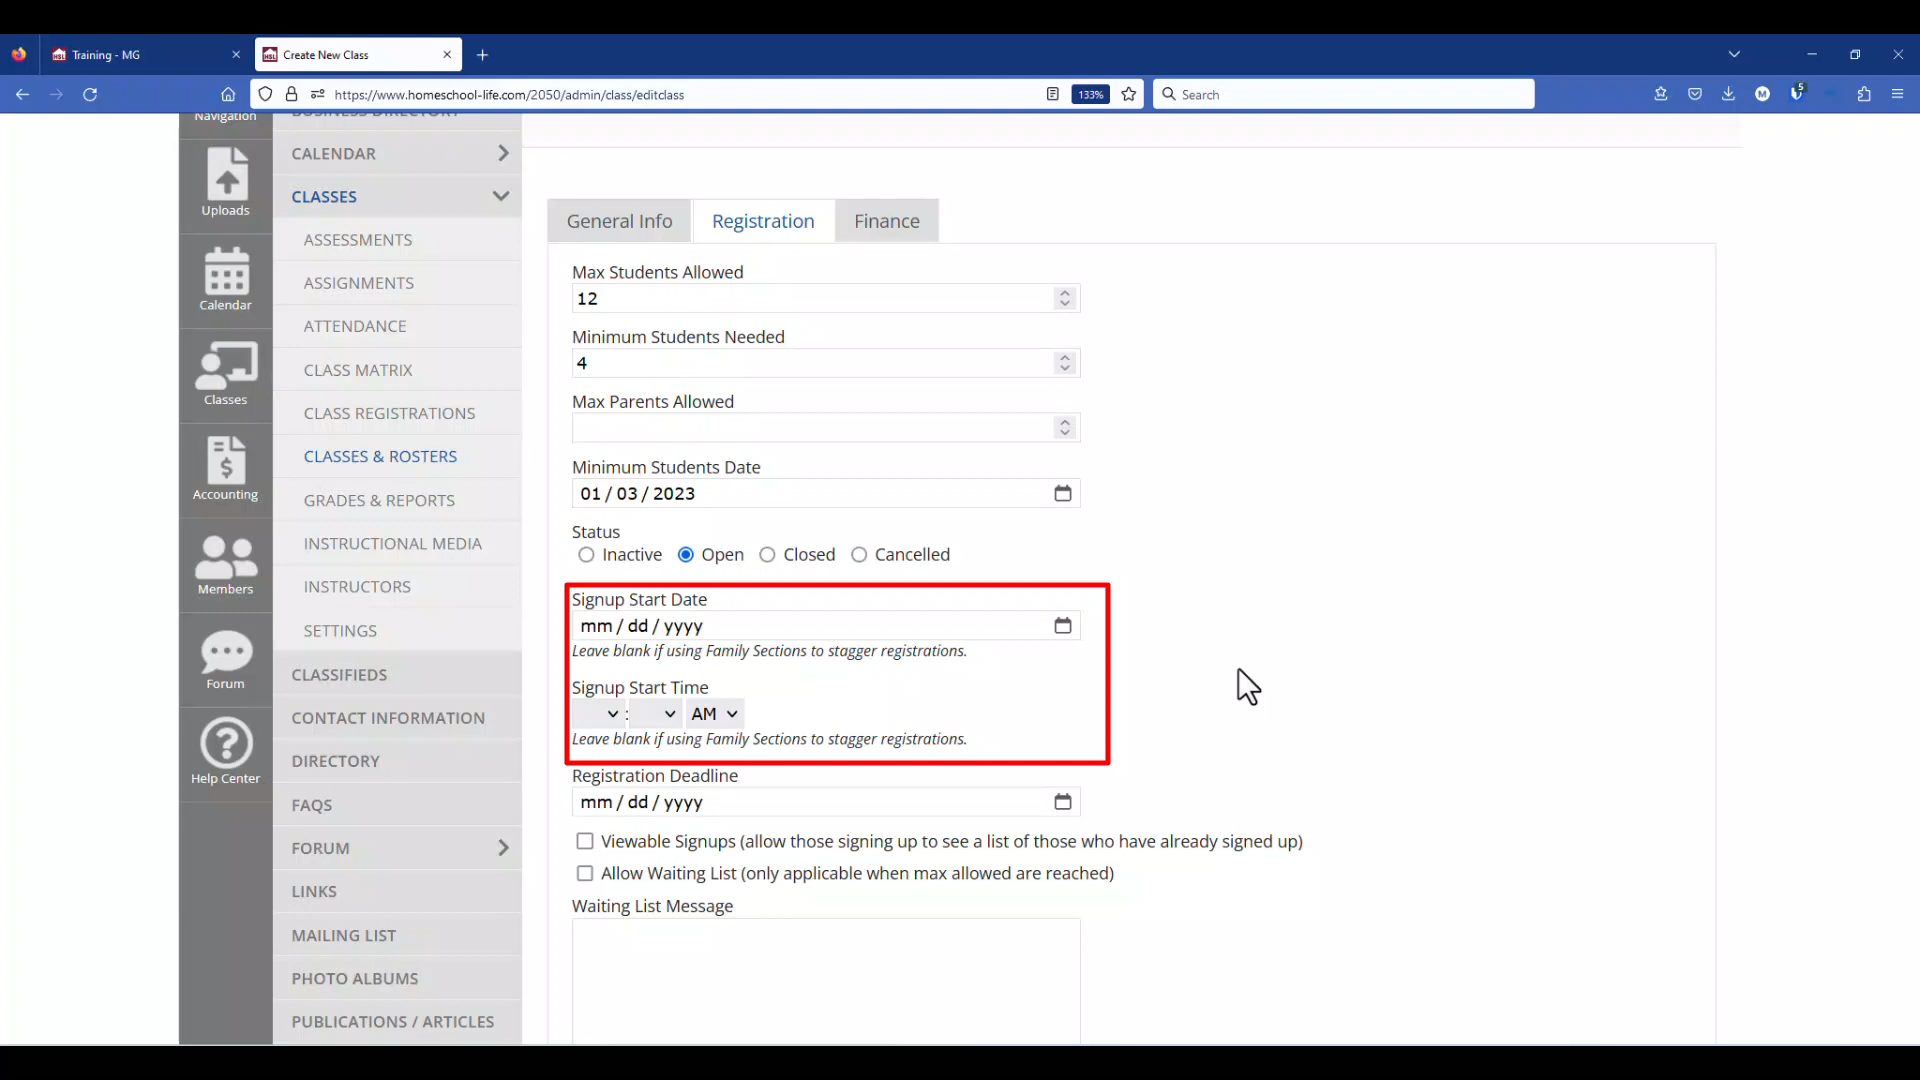 Training - MG
Create New Class
https://www.homeschool-life.com/2050/admin/class/editclass
133%
Search
M
5
Navigation
Uploads
Calendar
Classes
Accounting
Members
Forum
Help Center
BUSINESS DIRECTORY
CALENDAR
CLASSES
ASSESSMENTS
ASSIGNMENTS
ATTENDANCE
CLASS MATRIX
CLASS REGISTRATIONS
CLASSES & ROSTERS
GRADES & REPORTS
INSTRUCTIONAL MEDIA
INSTRUCTORS
SETTINGS
CLASSIFIEDS
CONTACT INFORMATION
DIRECTORY
FAQS
FORUM
LINKS
MAILING LIST
PHOTO ALBUMS
PUBLICATIONS / ARTICLES
General Info
Registration
Finance
Max Students Allowed
12
Minimum Students Needed
4
Max Parents Allowed
Minimum Students Date
01 / 03 / 2023
Status
Inactive Open Closed Cancelled
Signup Start Date
mm / dd / yyyy
Leave blank if using Family Sections to stagger registrations.
Signup Start Time
: AM
Leave blank if using Family Sections to stagger registrations.
Registration Deadline
mm / dd / yyyy
Viewable Signups (allow those signing up to see a list of those who have already signed up)
Allow Waiting List (only applicable when max allowed are reached)
Waiting List Message